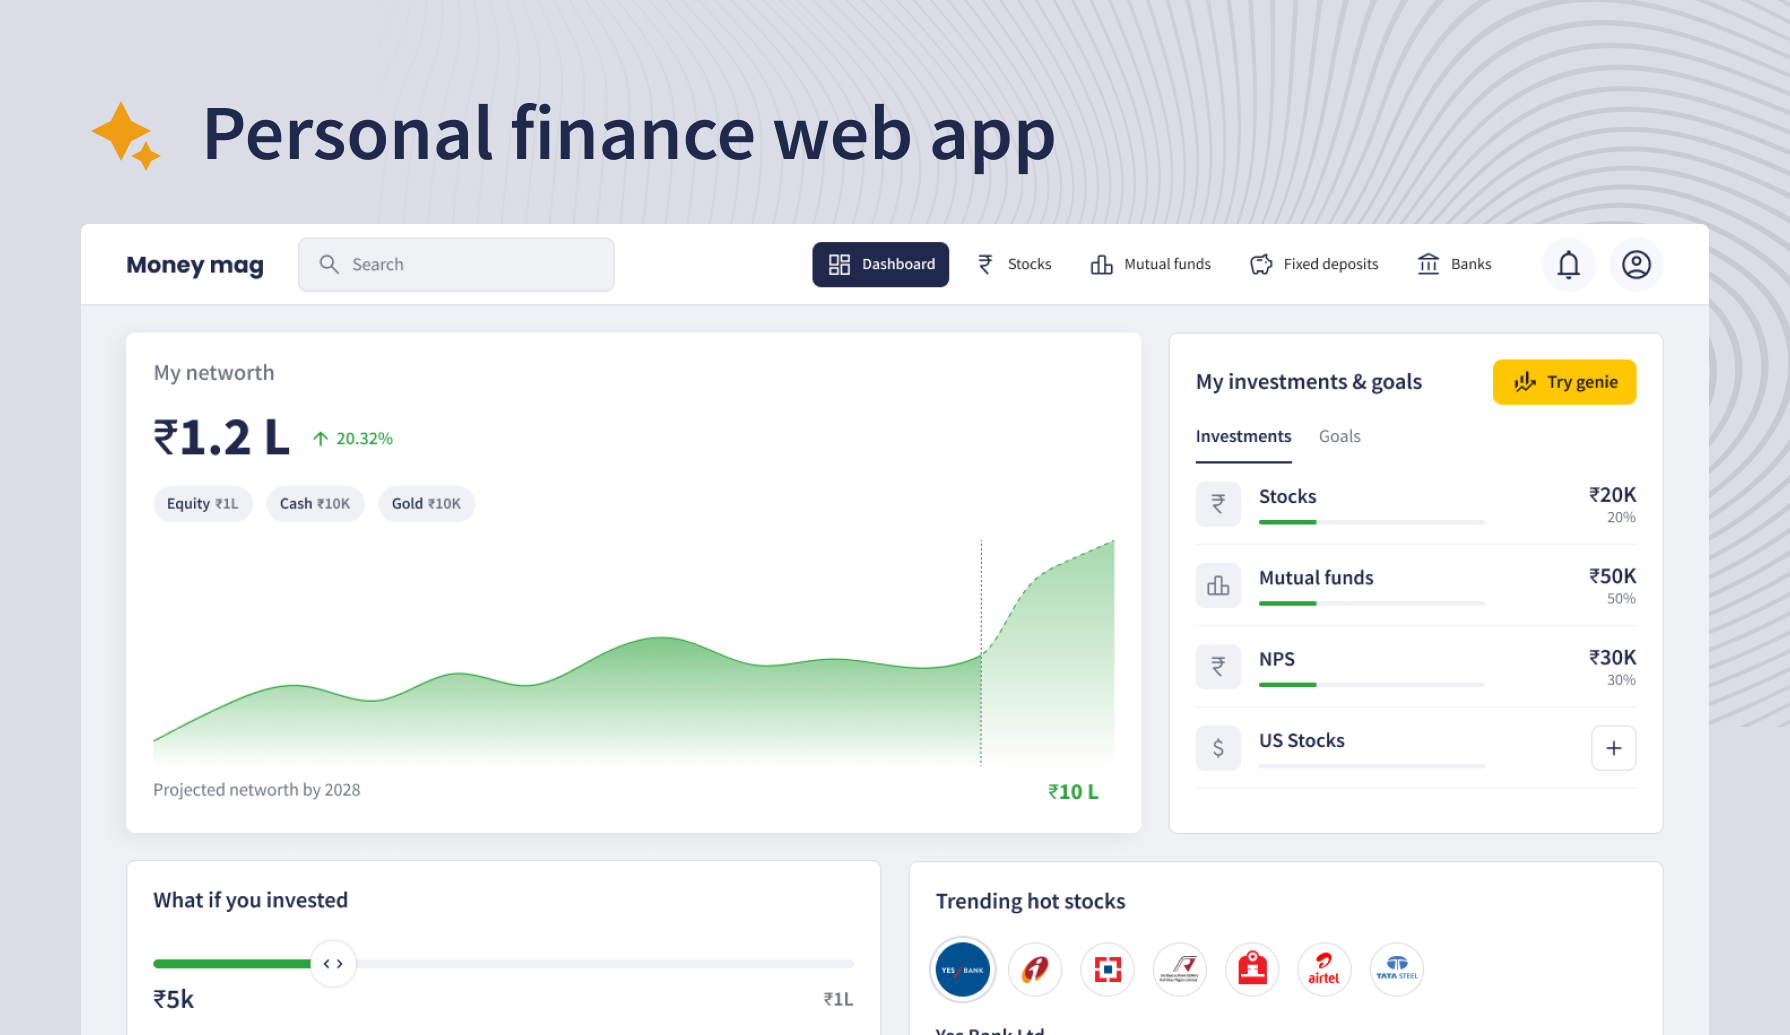 Personal finance web app
Money mag
Search
Dashboard
Stocks
Mutual funds
Fixed deposits
Banks
My networth
₹1.2 L
20.32%
Equity ₹1L
Cash ₹10K
Gold ₹10K
Projected networth by 2028
₹10 L
My investments & goals
Try genie
Investments
Goals
Stocks
₹20K
20%
Mutual funds
₹50K
50%
NPS
₹30K
30%
US Stocks
What if you invested
₹5k
₹1L
Trending hot stocks
YES BANK
airtel
TATA STEEL
Yes Bank Ltd